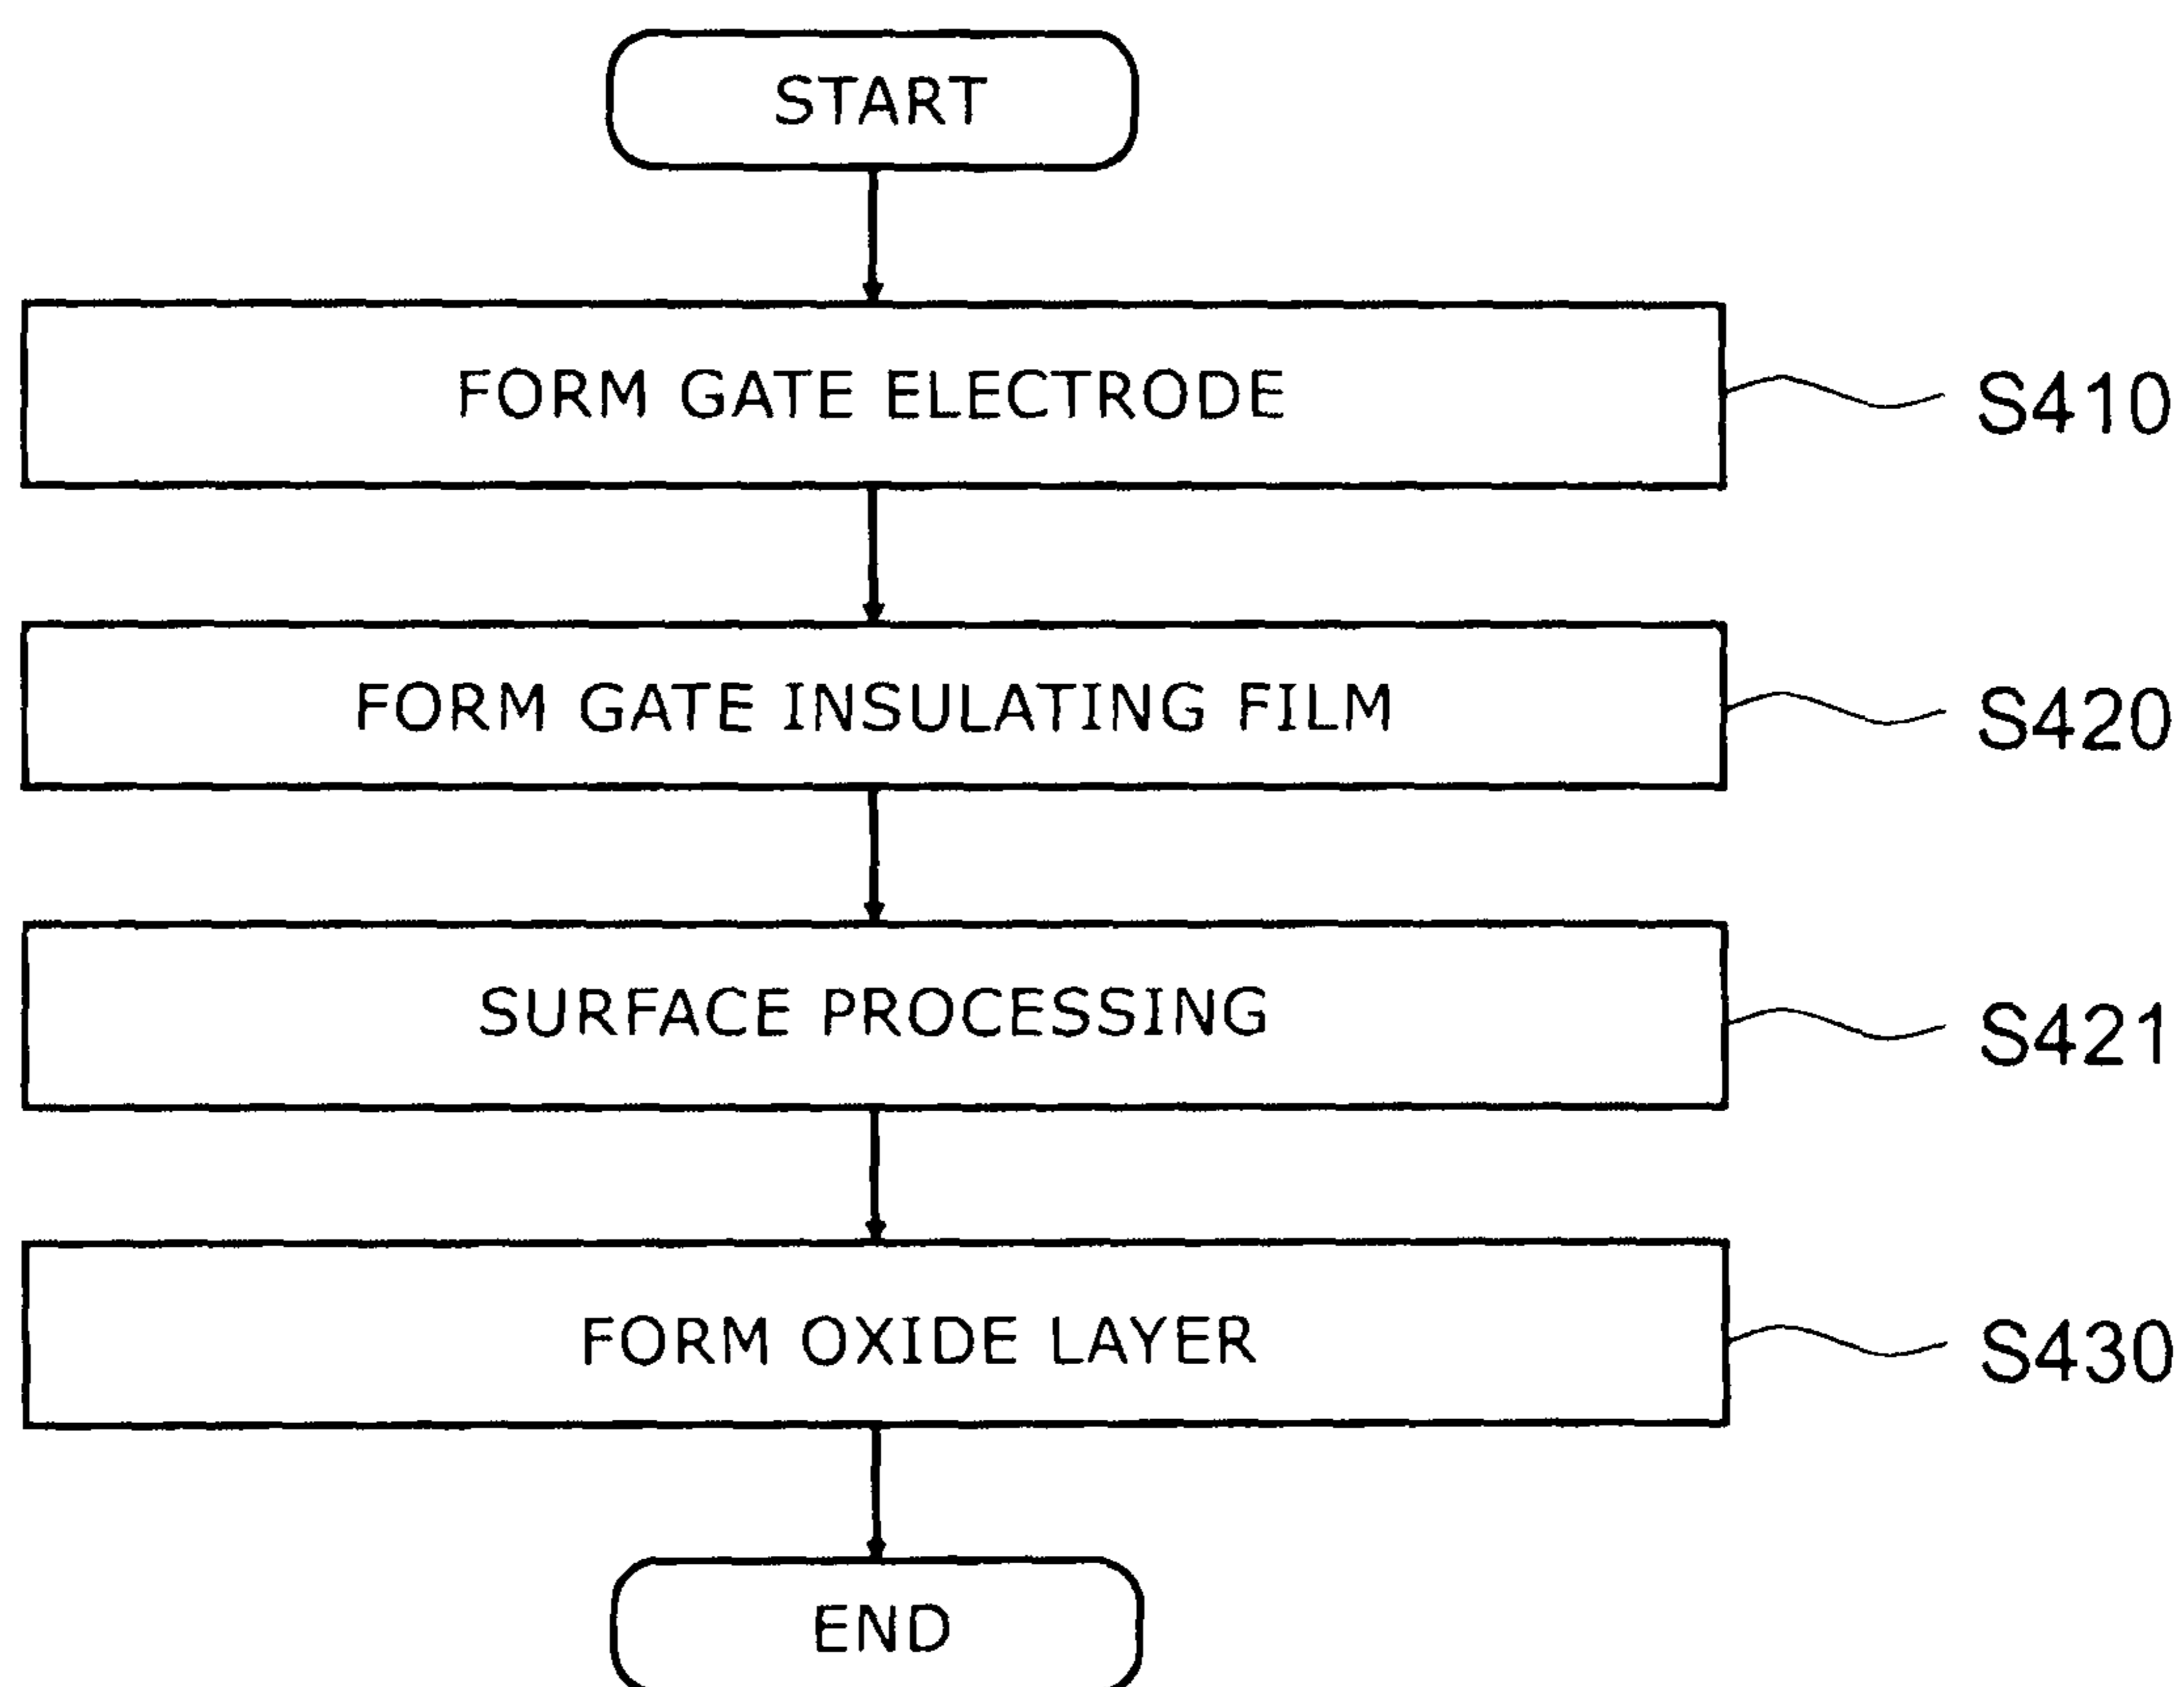 START
FORM GATE ELECTRODE
S410
FORM GATE INSULATING FILM
S420
SURFACE PROCESSING
S421
FORM OXIDE LAYER
S430
END